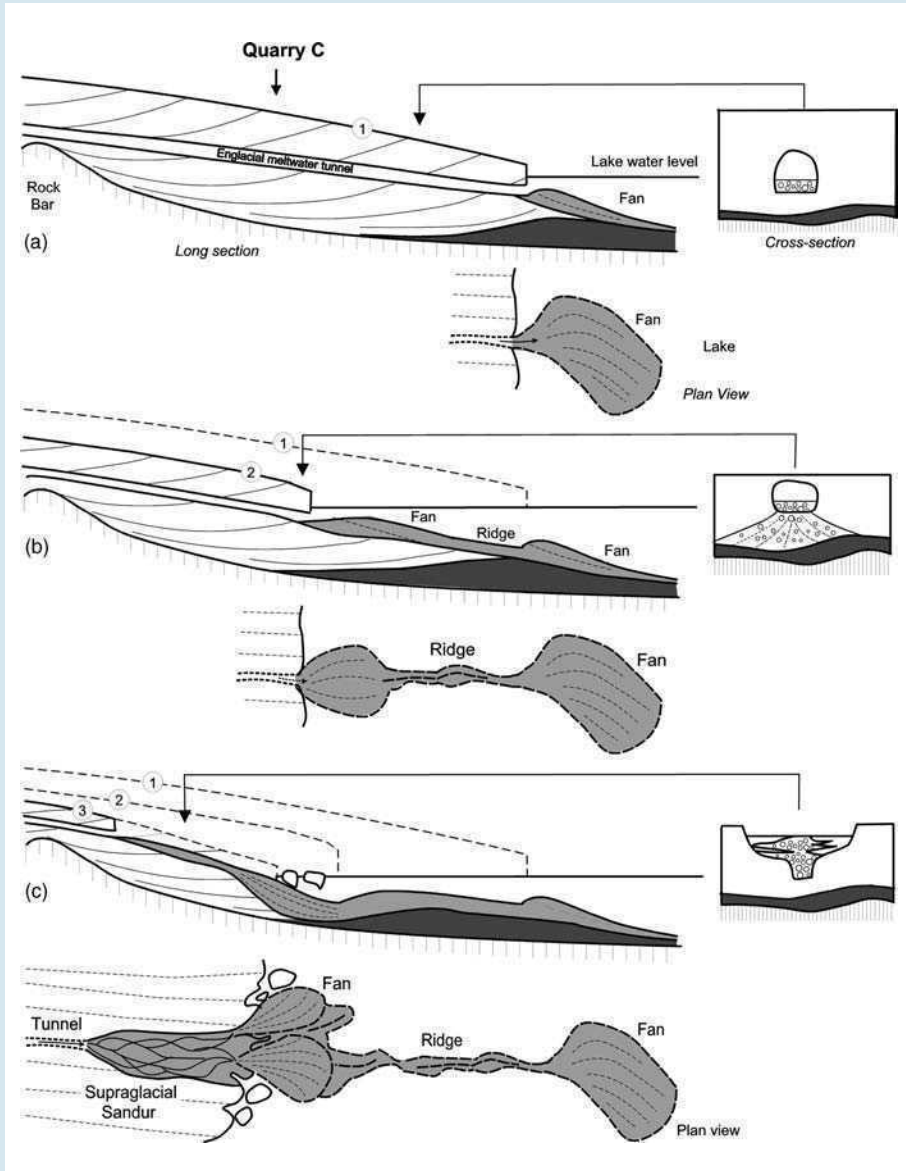 Quarry C
1
Englacial meltwater tunnel
Lake water level
Rock
Bar
Fan
(a)
Long section
Cross-section
Fan
Lake
Plan View
1
2
(b)
Fan
Ridge
Fan
Ridge
Fan
1
2
3
(c)
Fan
Tunnel
Ridge
Fan
Supraglacial
Sandur
Plan view